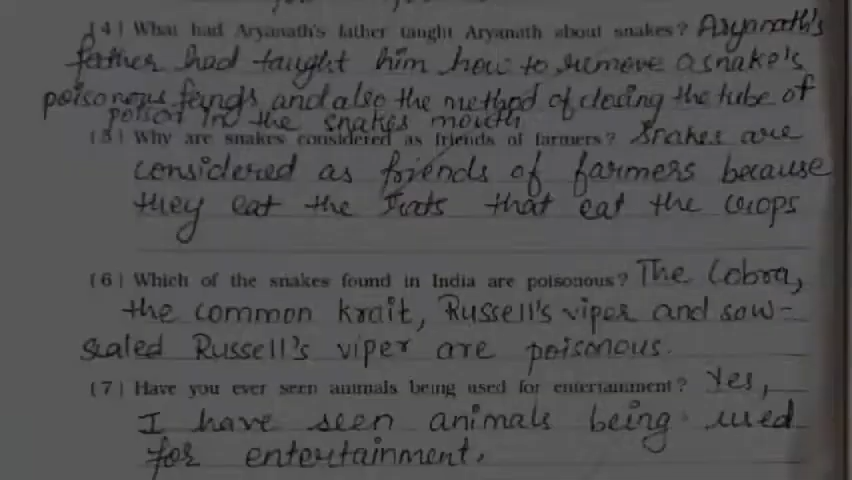 (4) What had Aryanath's father taught Aryanath about snakes? Aryanath's
father had taught him how to remove a snake's
poisonous fangs and also the method of closing the tube of
poison in the snakes mouth
(5) Why are snakes considered as friends of farmers? Snakes are
considered as friends of farmers because
they eat the rats that eat the crops
(6) Which of the snakes found in India are poisonous? The Cobra,
the common krait, Russell's viper and sow-
scaled Russell's viper are poisonous.
(7) Have you ever seen animals being used for entertainment? Yes,
I have seen animals being used
for entertainment.